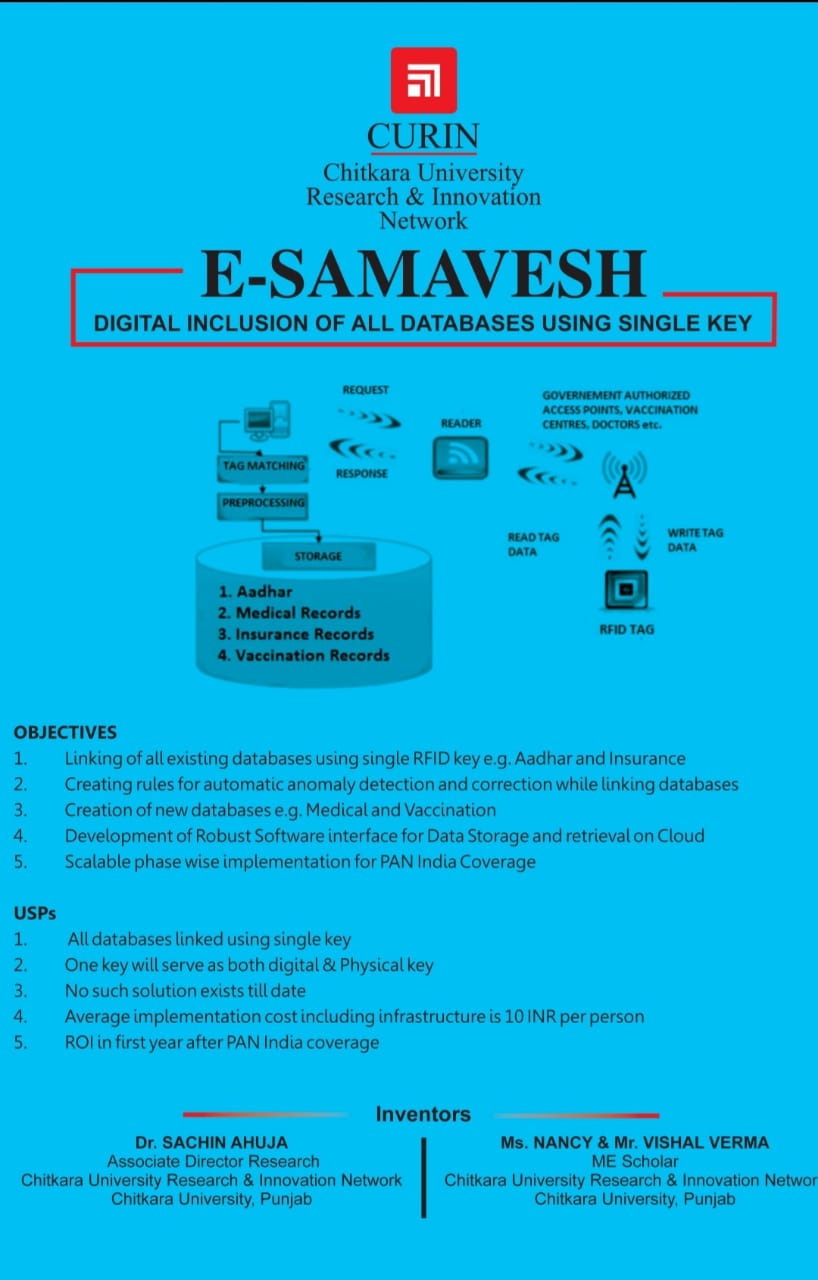 CURIN
Chitkara University
Research & Innovation
Network
E-SAMAVESH
DIGITAL INCLUSION OF ALL DATABASES USING SINGLE KEY
REQUEST
RESPONSE
READER
GOVERNEMENT AUTHORIZED
ACCESS POINTS, VACCINATION
CENTRES, DOCTORS etc.
TAG MATCHING
PREPROCESSING
STORAGE
1. Aadhar
2. Medical Records
3. Insurance Records
4. Vaccination Records
READ TAG
DATA
WRITE TAG
DATA
RFID TAG
OBJECTIVES
1. Linking of all existing databases using single RFID key e.g. Aadhar and Insurance
2. Creating rules for automatic anomaly detection and correction while linking databases
3. Creation of new databases e.g. Medical and Vaccination
4. Development of Robust Software interface for Data Storage and retrieval on Cloud
5. Scalable phase wise implementation for PAN India Coverage
USPs
1. All databases linked using single key
2. One key will serve as both digital & Physical key
3. No such solution exists till date
4. Average implementation cost including infrastructure is 10 INR per person
5. ROI in first year after PAN India coverage
Inventors
Dr. SACHIN AHUJA
Associate Director Research
Chitkara University Research & Innovation Network
Chitkara University, Punjab
Ms. NANCY & Mr. VISHAL VERMA
ME Scholar
Chitkara University Research & Innovation Networ
Chitkara University, Punjab